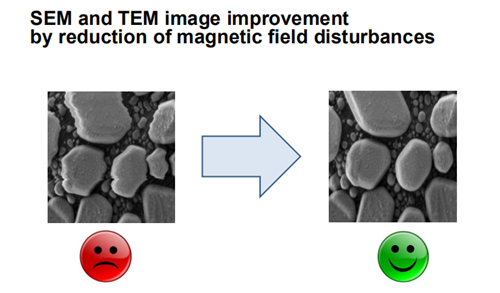 SEM and TEM image improvement
by reduction of magnetic field disturbances